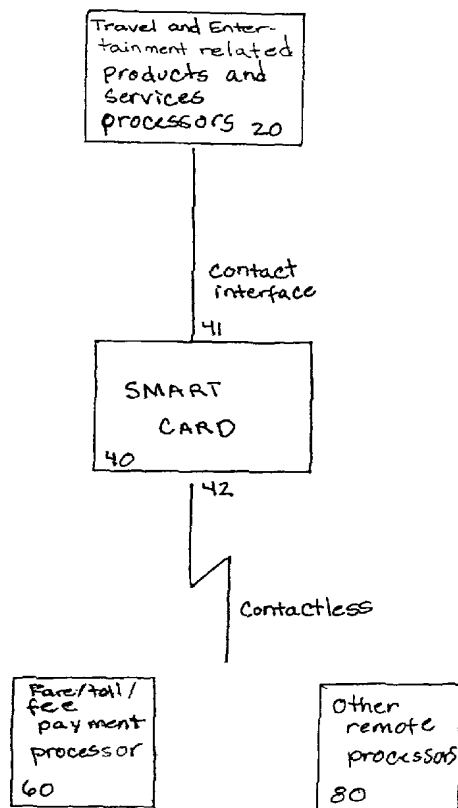 Travel and Enter-
tainment related
products and
services
processors 20
contact
interface
41
SMART
CARD
40
42
contactless
Fare/toll/
fee
payment
processor
60
Other
remote
processors
80